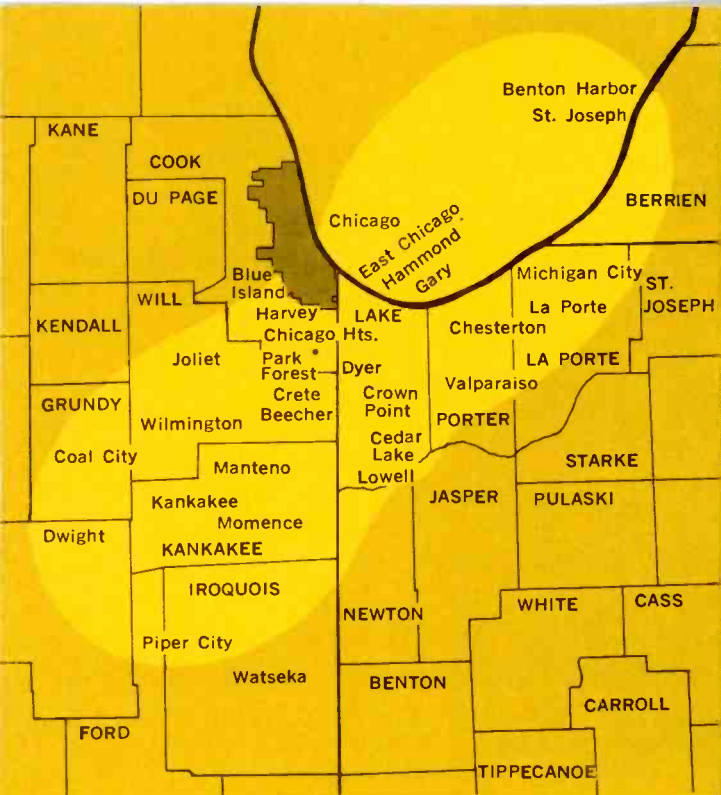 Benton Harbor
St. Joseph
KANE
COOK
DU PAGE
BERRIEN
Chicago
East Chicago
Hammond
Gary
Blue
Island
Michigan City
ST.
JOSEPH
WILL
Harvey
LAKE
La Porte
KENDALL
Chicago Hts.
Chesterton
Joliet
Park
Forest
Dyer
LA PORTE
Crete
Valparaiso
GRUNDY
Beecher
Crown
Point
PORTER
Wilmington
Cedar
Lake
Coal City
Manteno
Lowell
STARKE
Kankakee
JASPER
PULASKI
Momence
Dwight
KANKAKEE
IROQUOIS
NEWTON
WHITE
CASS
Piper City
Watseka
BENTON
CARROLL
FORD
TIPPECANOE